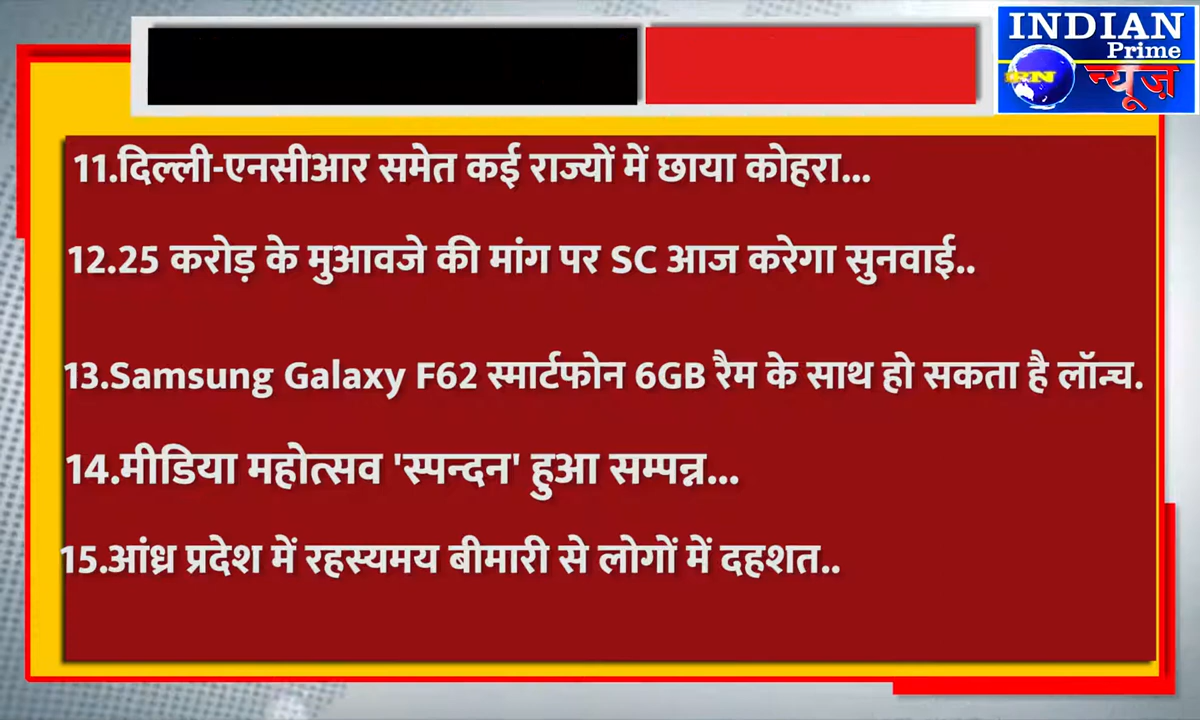 INDIAN
Prime
न्यूज़
11.दिल्ली-एनसीआर समेत कई राज्यों में छाया कोहरा...
12.25 करोड़ के मुआवजे की मांग पर SC आज करेगा सुनवाई..
13.Samsung Galaxy F62 स्मार्टफोन 6GB रैम के साथ हो सकता है लॉन्च.
14.मीडिया महोत्सव 'स्पन्दन' हुआ सम्पन्न...
15.आंध्र प्रदेश में रहस्यमय बीमारी से लोगों में दहशत..